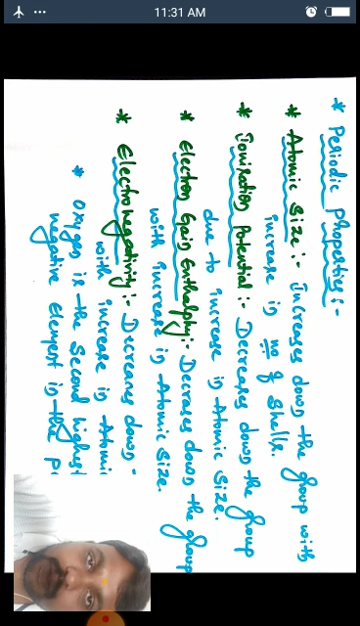 11:31 AM
* Periodic Properties:-
* Atomic Size:- increases down the group with
increase in no of shells.
* Ionisation Potential:- Decreases down the group
due to increase in Atomic Size.
* Electron Gain Enthalpy:- Decreases down the group
with increase in Atomic Size.
* Electronegativity:- Decreases down
with increase in Atomi
* Oxygen is the second highest
negative Element in the